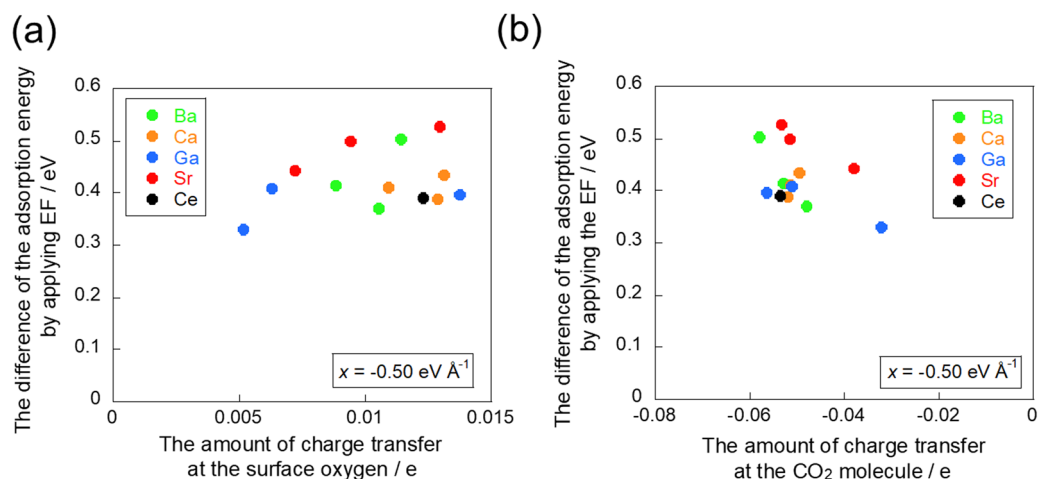 (a)
The difference of the adsorption energy
by applying EF / eV
0.6
0.5
0.4
0.3
0.2
0.1
0
Ba
Ca
Ga
Sr
Ce
x = -0.50 eV Å-1
0
0.005
0.01
0.015
The amount of charge transfer
at the surface oxygen / e
(b)
The difference of the adsorption energy
by applying the EF / eV
0.6
0.5
0.4
0.3
0.2
0.1
0
Ba
Ca
Ga
Sr
Ce
x = -0.50 eV Å-1
-0.08
-0.06
-0.04
-0.02
0
The amount of charge transfer
at the CO2 molecule / e